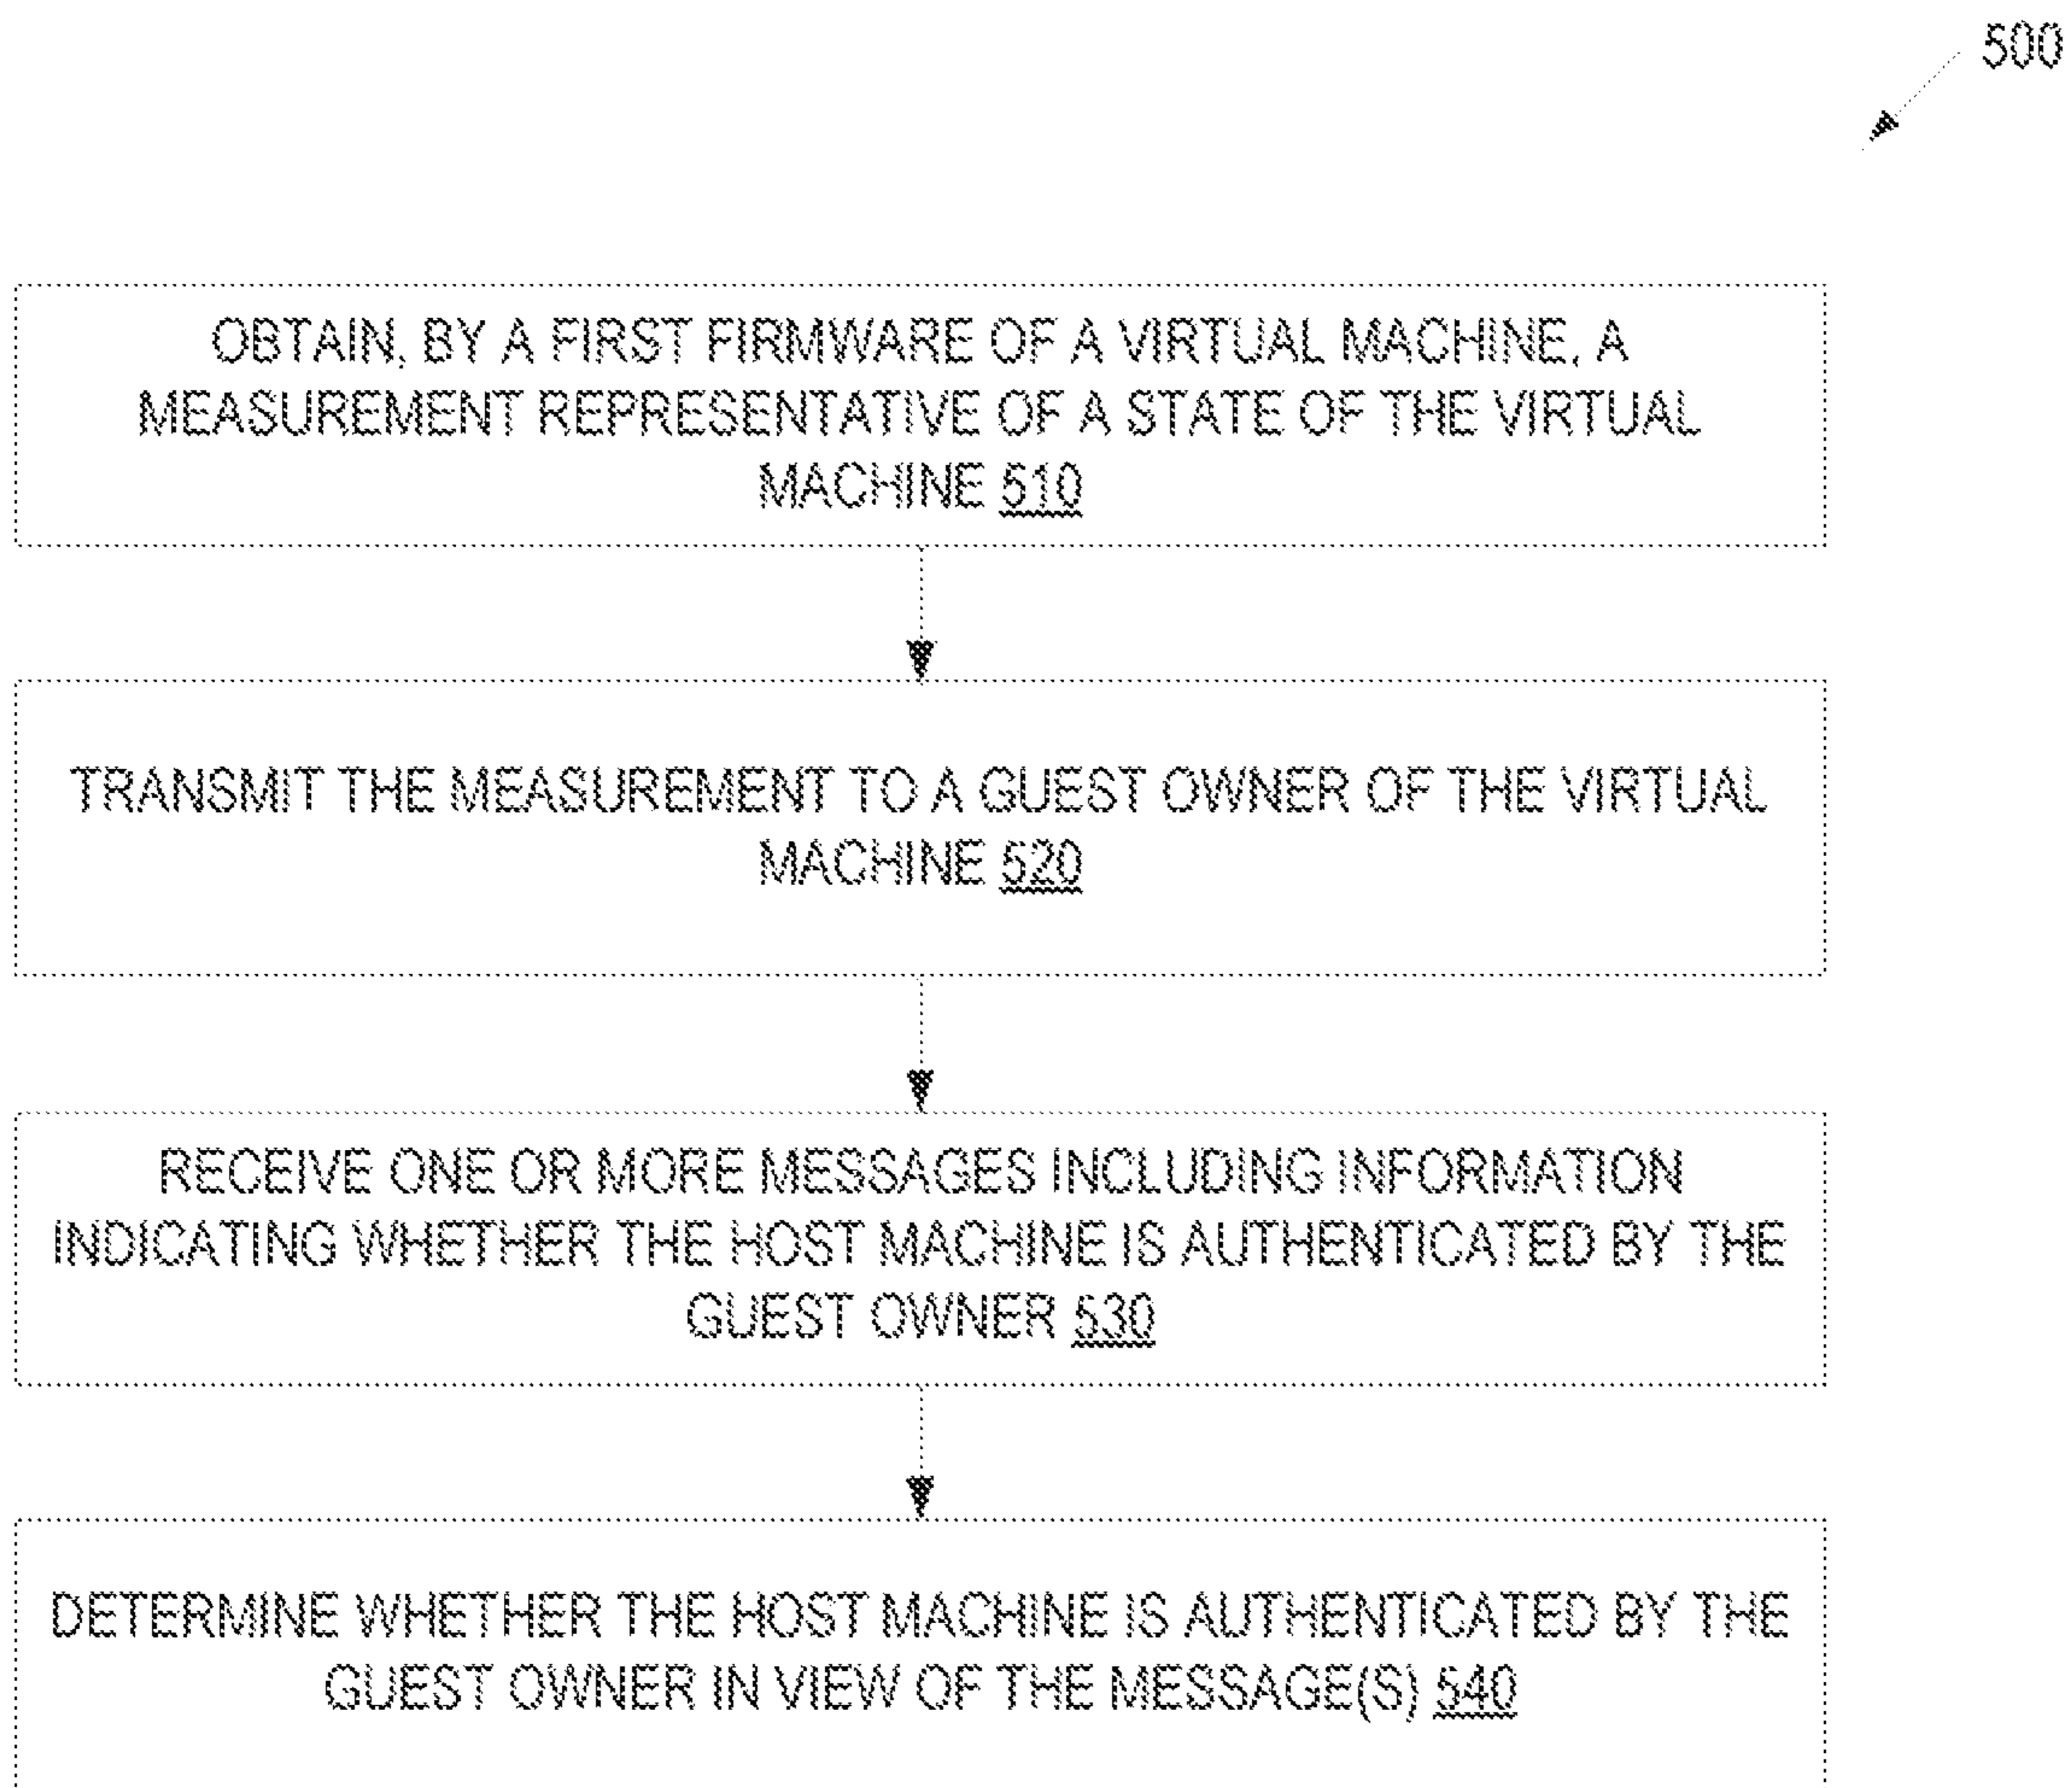 500
OBTAIN, BY A FIRST FIRMWARE OF A VIRTUAL MACHINE, A
MEASUREMENT REPRESENTATIVE OF A STATE OF THE VIRTUAL
MACHINE 510
TRANSMIT THE MEASUREMENT TO A GUEST OWNER OF THE VIRTUAL
MACHINE 520
RECEIVE ONE OR MORE MESSAGES INCLUDING INFORMATION
INDICATING WHETHER THE HOST MACHINE IS AUTHENTICATED BY THE
GUEST OWNER 530
DETERMINE WHETHER THE HOST MACHINE IS AUTHENTICATED BY THE
GUEST OWNER IN VIEW OF THE MESSAGE(S) 540